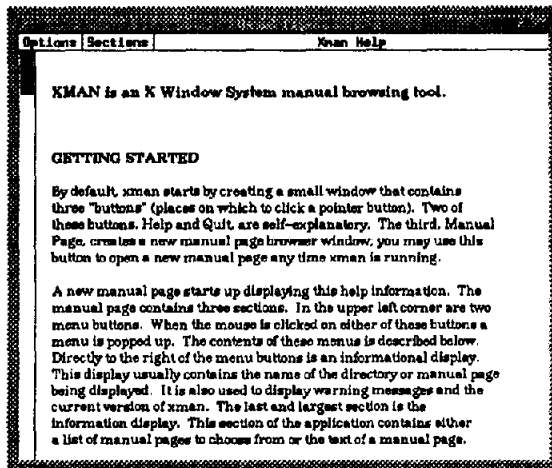 Options Sections Xman Help
XMAN is an X Window System manual browsing tool.
GETTING STARTED
By default, xman starts by creating a small window that contains
three "buttons" (places on which to click a pointer button). Two of
these buttons, Help and Quit, are self-explanatory. The third, Manual
Page, creates a new manual page browser window; you may use this
button to open a new manual page any time xman is running.
A new manual page starts up displaying this help information. The
manual page contains three sections. In the upper left corner are two
menu buttons. When the mouse is clicked on either of these buttons a
menu is popped up. The contents of these menus is described below.
Directly to the right of the menu buttons is an informational display.
This display usually contains the name of the directory or manual page
being displayed. It is also used to display warning messages and the
current version of xman. The last and largest section is the
information display. This section of the application contains either
a list of manual pages to choose from or the text of a manual page.